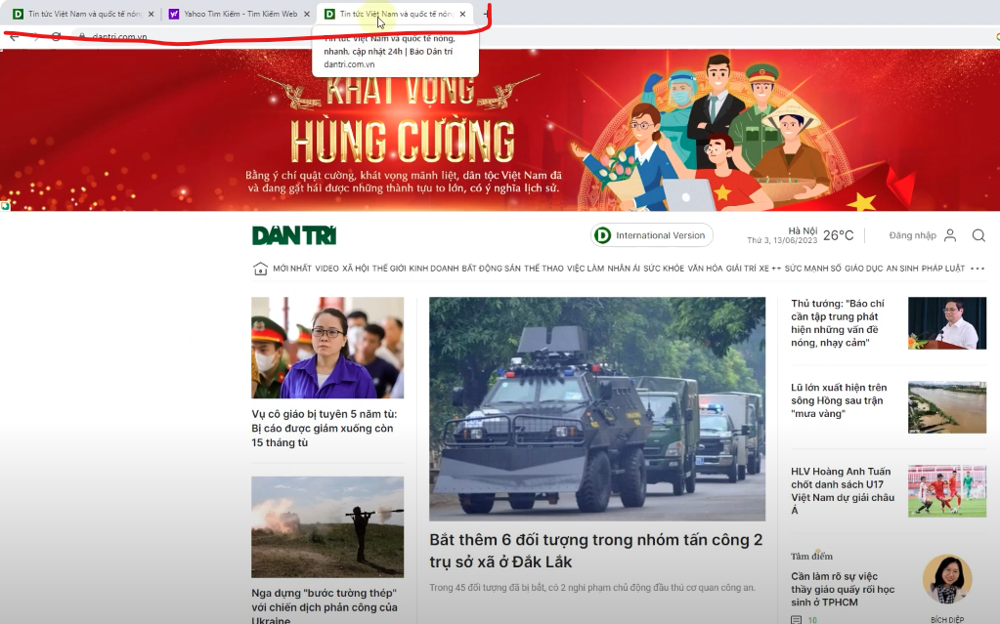 Tin tức Việt Nam và quốc tế nóng
Yahoo Tìm Kiếm - Tìm Kiếm Web
Tin tức Việt Nam và quốc tế nóng
dantri.com.vn
Tin tức Việt Nam và quốc tế nóng,
nhanh, cập nhật 24h | Báo Dân trí
dantri.com.vn
KHÁT VỌNG
HÙNG CƯỜNG
Bằng ý chí quật cường, khát vọng mãnh liệt, dân tộc Việt Nam đã
và đang gặt hái được những thành tựu to lớn, có ý nghĩa lịch sử.
DÂN TRÍ
D International Version
Hà Nội
Thứ 3, 13/06/2023
26°C
Đăng nhập
MỚI NHẤT VIDEO XÃ HỘI THẾ GIỚI KINH DOANH BẤT ĐỘNG SẢN THỂ THAO VIỆC LÀM NHÂN ÁI SỨC KHỎE VĂN HÓA GIẢI TRÍ XE ++ SỨC MẠNH SỐ GIÁO DỤC AN SINH PHÁP LUẬT
Vụ cô giáo bị tuyên 5 năm tù:
Bị cáo được giảm xuống còn
15 tháng tù
Nga dựng "bước tường thép"
với chiến dịch phản công của
Ukraine
Bắt thêm 6 đối tượng trong nhóm tấn công 2
trụ sở xã ở Đắk Lắk
Trong 45 đối tượng đã bị bắt, có 2 nghi phạm chủ động đầu thú cơ quan công an.
Thủ tướng: "Báo chí
cần tập trung phát
hiện những vấn đề
nóng, nhạy cảm"
Lũ lớn xuất hiện trên
sông Hồng sau trận
"mưa vàng"
HLV Hoàng Anh Tuấn
chốt danh sách U17
Việt Nam dự giải châu
Á
Tâm điểm
Cần làm rõ sự việc
thầy giáo quấy rối học
sinh ở TPHCM
10
BÍCH DIỆP